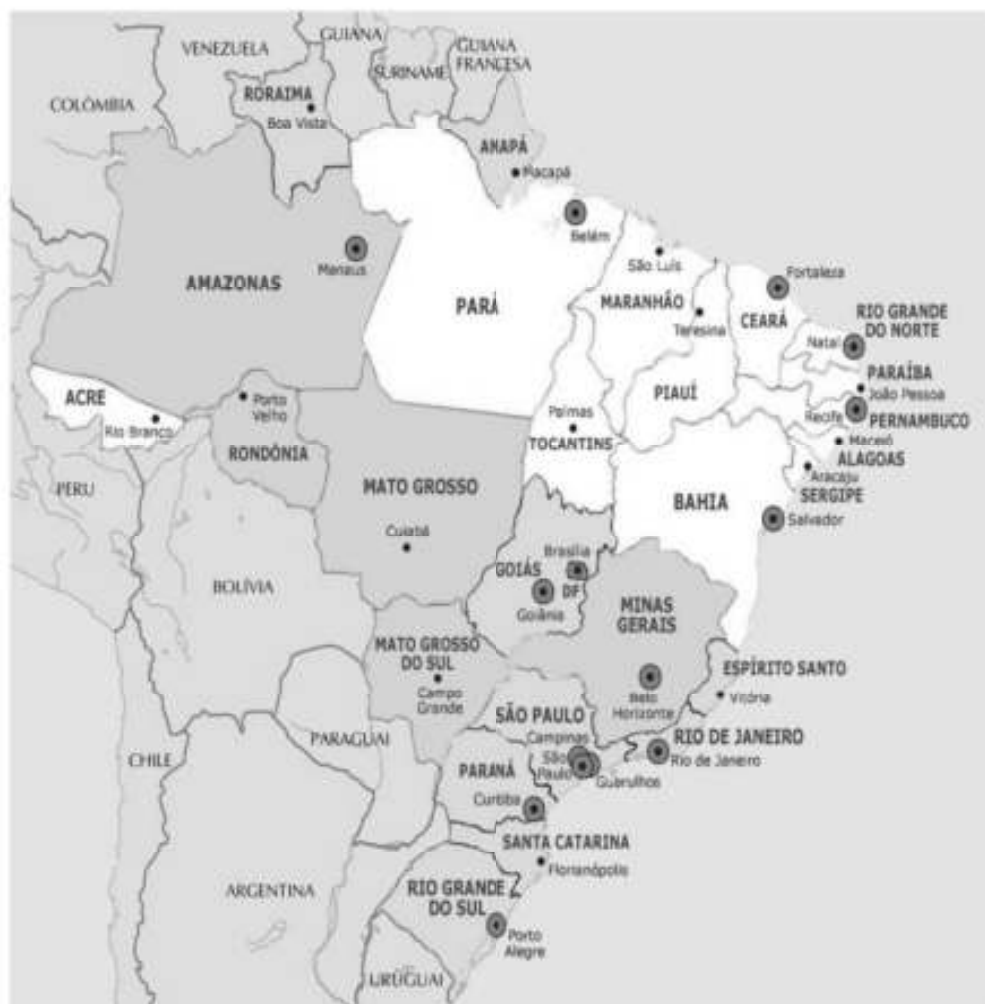 GUIANA
VENEZUELA
GUIANA
FRANCESA
SURINAME
COLÔMBIA
RORAIMA
Boa Vista
AMAPÁ
Macapá
Belém
Manaus
AMAZONAS
São Luís
Fortaleza
PARÁ
MARANHÃO
CEARÁ
RIO GRANDE
DO NORTE
Teresina
Natal
PARAÍBA
João Pessoa
ACRE
Porto
Velho
PIAUÍ
Palmas
Recife
PERNAMBUCO
Rio Branco
TOCANTINS
Maceió
RONDÔNIA
ALAGOAS
Aracaju
SERGIPE
PERU
MATO GROSSO
BAHIA
Salvador
Cuiabá
Brasília
GOIÁS
DF
BOLÍVIA
Goiânia
MINAS
GERAIS
MATO GROSSO
DO SUL
ESPÍRITO SANTO
Campo
Grande
Belo
Horizonte
Vitória
SÃO PAULO
PARAGUAI
Campinas
RIO DE JANEIRO
CHILE
São
Paulo
Rio de Janeiro
PARANÁ
Guarulhos
Curitiba
SANTA CATARINA
Florianópolis
ARGENTINA
RIO GRANDE
DO SUL
Porto
Alegre
URUGUAI